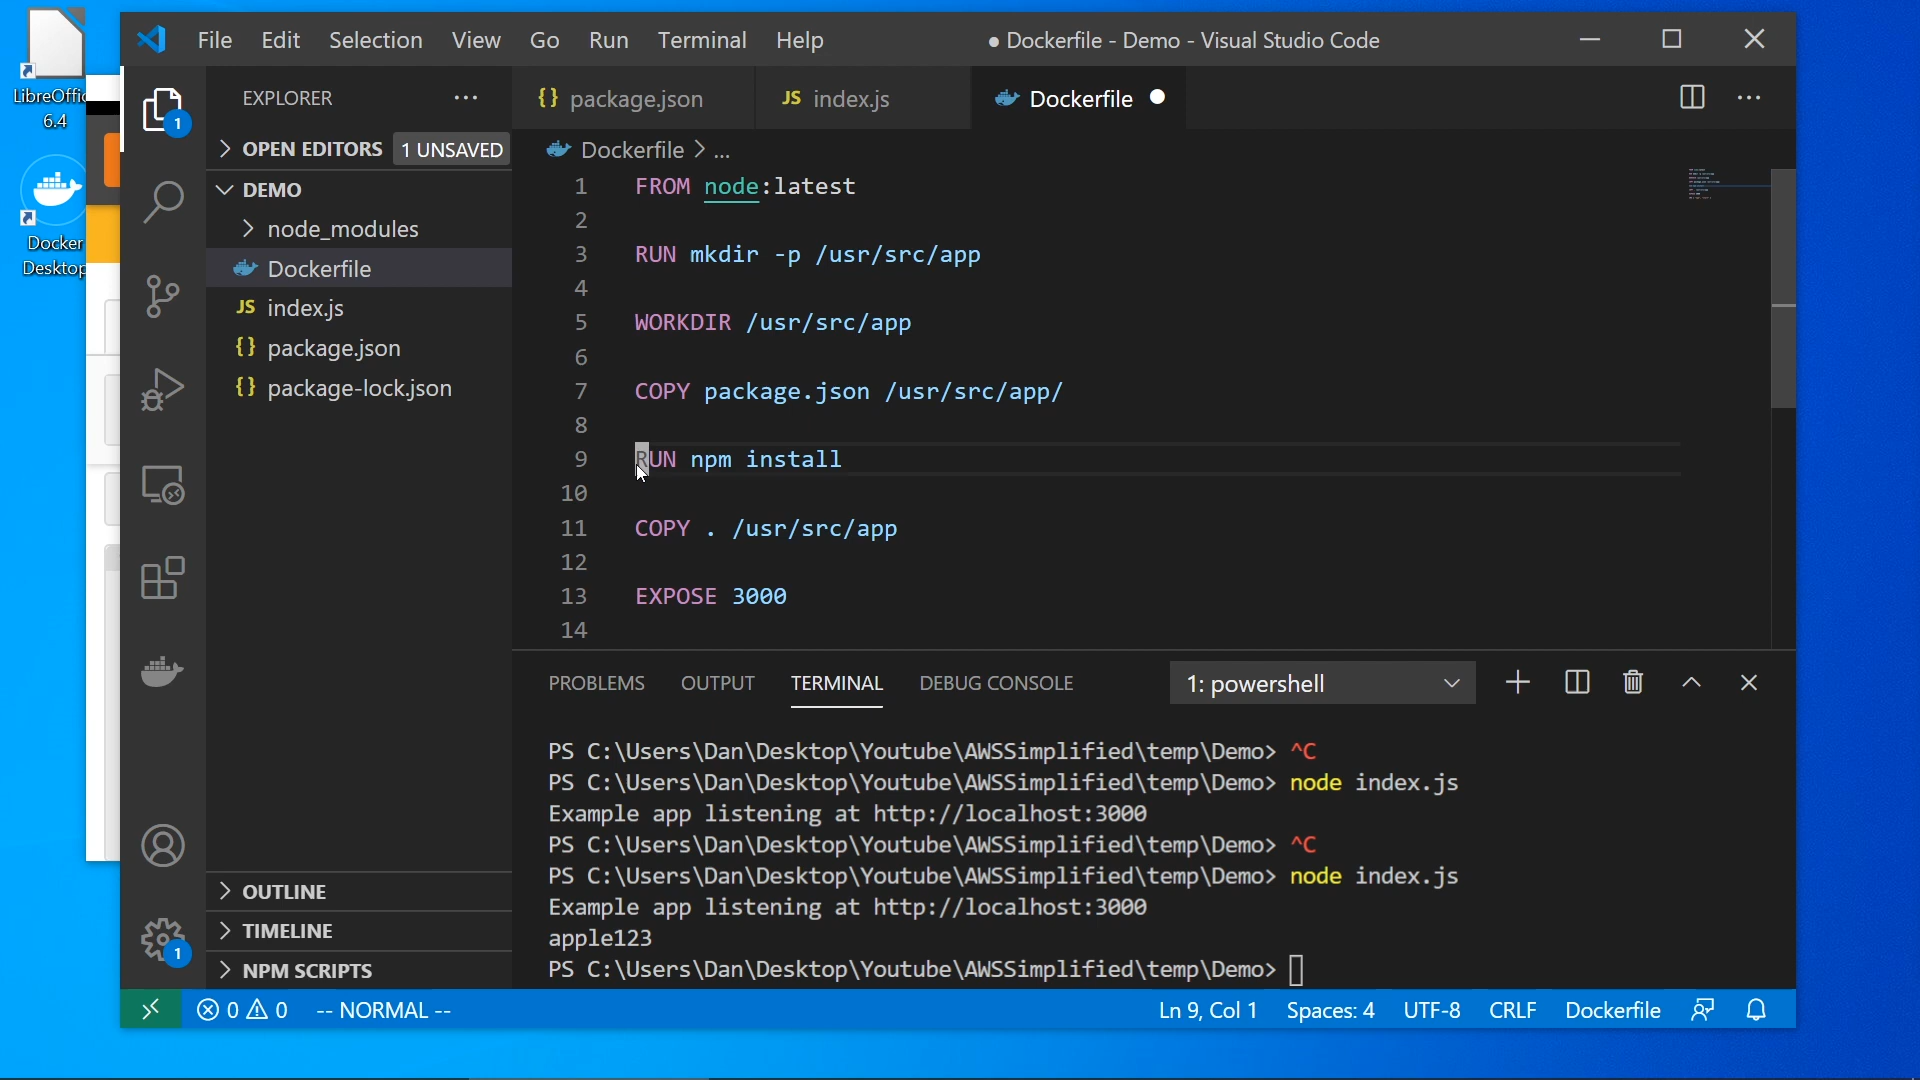 LibreOffic
6.4
Docker
Desktop
File Edit Selection View Go Run Terminal Help
● Dockerfile - Demo - Visual Studio Code
EXPLORER
1
OPEN EDITORS 1 UNSAVED
DEMO
node_modules
Dockerfile
JS index.js
{} package.json
{} package-lock.json
OUTLINE
TIMELINE
NPM SCRIPTS
1
{} package.json JS index.js Dockerfile
Dockerfile > ...
1 FROM node:latest
2
3 RUN mkdir -p /usr/src/app
4
5 WORKDIR /usr/src/app
6
7 COPY package.json /usr/src/app/
8
9 RUN npm install
10
11 COPY . /usr/src/app
12
13 EXPOSE 3000
14
PROBLEMS OUTPUT TERMINAL DEBUG CONSOLE 1: powershell
PS C:\Users\Dan\Desktop\Youtube\AWSSimplified\temp\Demo> ^C
PS C:\Users\Dan\Desktop\Youtube\AWSSimplified\temp\Demo> node index.js
Example app listening at http://localhost:3000
PS C:\Users\Dan\Desktop\Youtube\AWSSimplified\temp\Demo> ^C
PS C:\Users\Dan\Desktop\Youtube\AWSSimplified\temp\Demo> node index.js
Example app listening at http://localhost:3000
apple123
PS C:\Users\Dan\Desktop\Youtube\AWSSimplified\temp\Demo>
0 0 -- NORMAL -- Ln 9, Col 1 Spaces: 4 UTF-8 CRLF Dockerfile